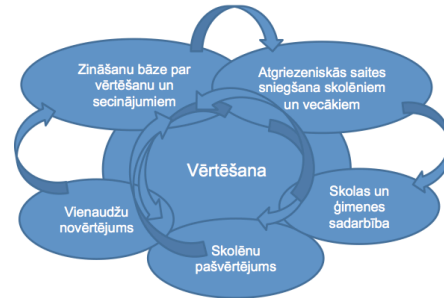 Zināšanu bāze par
vērtēšanu un
secinājumiem
Atgriezeniskās saites
sniegšana skolēniem
un vecākiem
Vērtēšana
Vienaudžu
novērtējums
Skolas un
ģimenes
sadarbība
Skolēnu
pašvērtējums